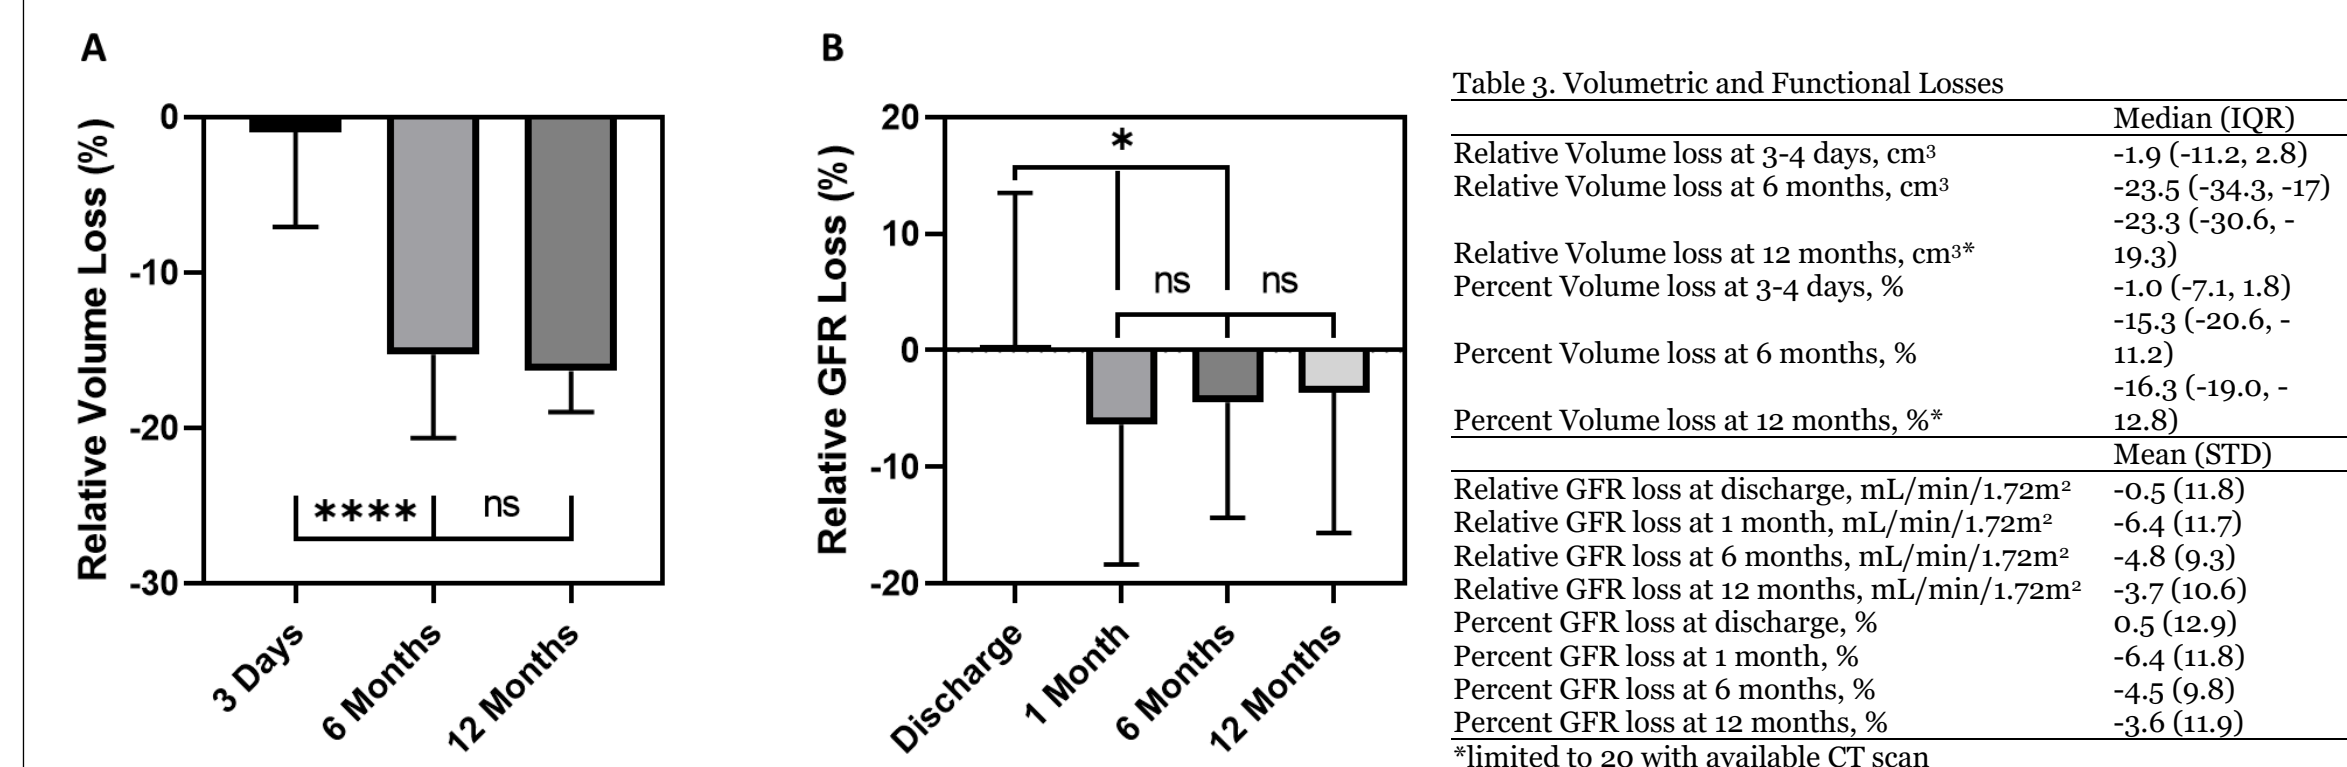 A
Relative Volume Loss (%)
0
-10
-20
-30
**** ns
3 Days
6 Months
12 Months
B
Relative GFR Loss (%)
20
10
0
-10
-20
*
ns ns
Discharge
1 Month
6 Months
12 Months
Table 3. Volumetric and Functional Losses
Median (IQR)
Relative Volume loss at 3-4 days, cm³ -1.9 (-11.2, 2.8)
Relative Volume loss at 6 months, cm³ -23.5 (-34.3, -17)
-23.3 (-30.6, -
Relative Volume loss at 12 months, cm³* 19.3)
Percent Volume loss at 3-4 days, % -1.0 (-7.1, 1.8)
-15.3 (-20.6, -
Percent Volume loss at 6 months, % 11.2)
-16.3 (-19.0, -
Percent Volume loss at 12 months, %* 12.8)
Mean (STD)
Relative GFR loss at discharge, mL/min/1.72m² -0.5 (11.8)
Relative GFR loss at 1 month, mL/min/1.72m² -6.4 (11.7)
Relative GFR loss at 6 months, mL/min/1.72m² -4.8 (9.3)
Relative GFR loss at 12 months, mL/min/1.72m² -3.7 (10.6)
Percent GFR loss at discharge, % 0.5 (12.9)
Percent GFR loss at 1 month, % -6.4 (11.8)
Percent GFR loss at 6 months, % -4.5 (9.8)
Percent GFR loss at 12 months, % -3.6 (11.9)
*limited to 20 with available CT scan